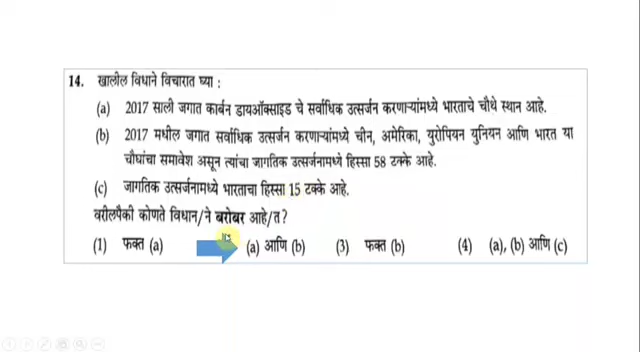 14. खालील विधाने विचारात घ्या :
(a) 2017 साली जगात कार्बन डायऑक्साइड चे सर्वाधिक उत्सर्जन करणाऱ्यांमध्ये भारताचे चौथे स्थान आहे.
(b) 2017 मधील जगात सर्वाधिक उत्सर्जन करणाऱ्यांमध्ये चीन, अमेरिका, युरोपियन युनियन आणि भारत या
चौघांचा समावेश असून त्यांचा जागतिक उत्सर्जनामध्ये हिस्सा 58 टक्के आहे.
(c) जागतिक उत्सर्जनामध्ये भारताचा हिस्सा 15 टक्के आहे.
वरीलपैकी कोणते विधान/ने बरोबर आहे/त?
(1) फक्त (a) (a) आणि (b) (3) फक्त (b) (4) (a), (b) आणि (c)